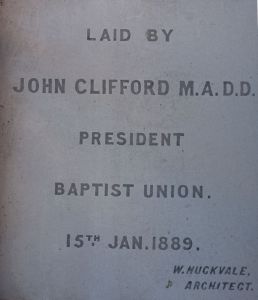 LAID BY
JOHN CLIFFORD M.A.D.D.
PRESIDENT
BAPTIST UNION.
15TH JAN.1889.
W.HUCKVALE,
ARCHITECT.